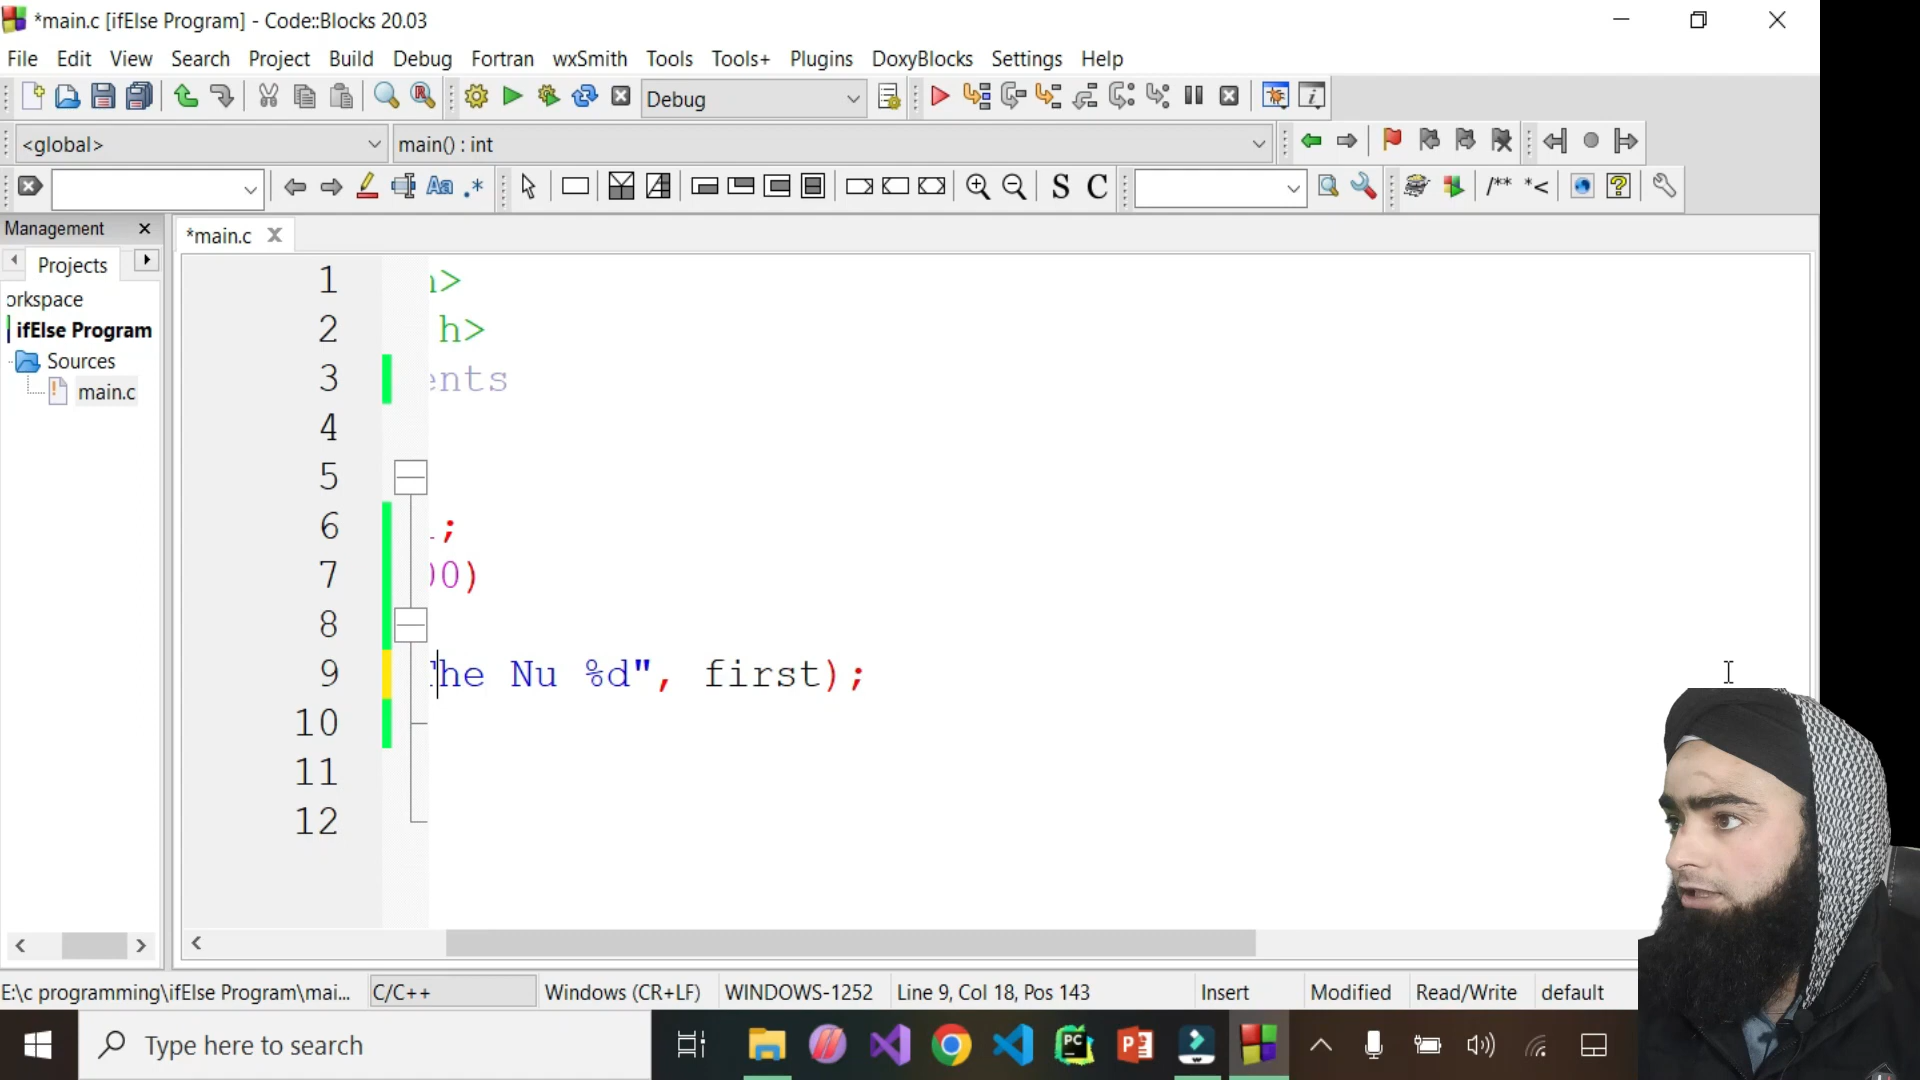 *main.c [ifElse Program] - Code::Blocks 20.03
File Edit View Search Project Build Debug Fortran wxSmith Tools Tools+ Plugins DoxyBlocks Settings Help
Debug
<global> main() : int
Management
*main.c
Projects
orkspace
ifElse Program
Sources
main.c
1 h>
2 h>
3 ents
4
5
6 ;
7 00)
8
9 The Nu %d", first);
10
11
12
E:\c programming\ifElse Program\mai... C/C++ Windows (CR+LF) WINDOWS-1252 Line 9, Col 18, Pos 143 Insert Modified Read/Write default
Type here to search